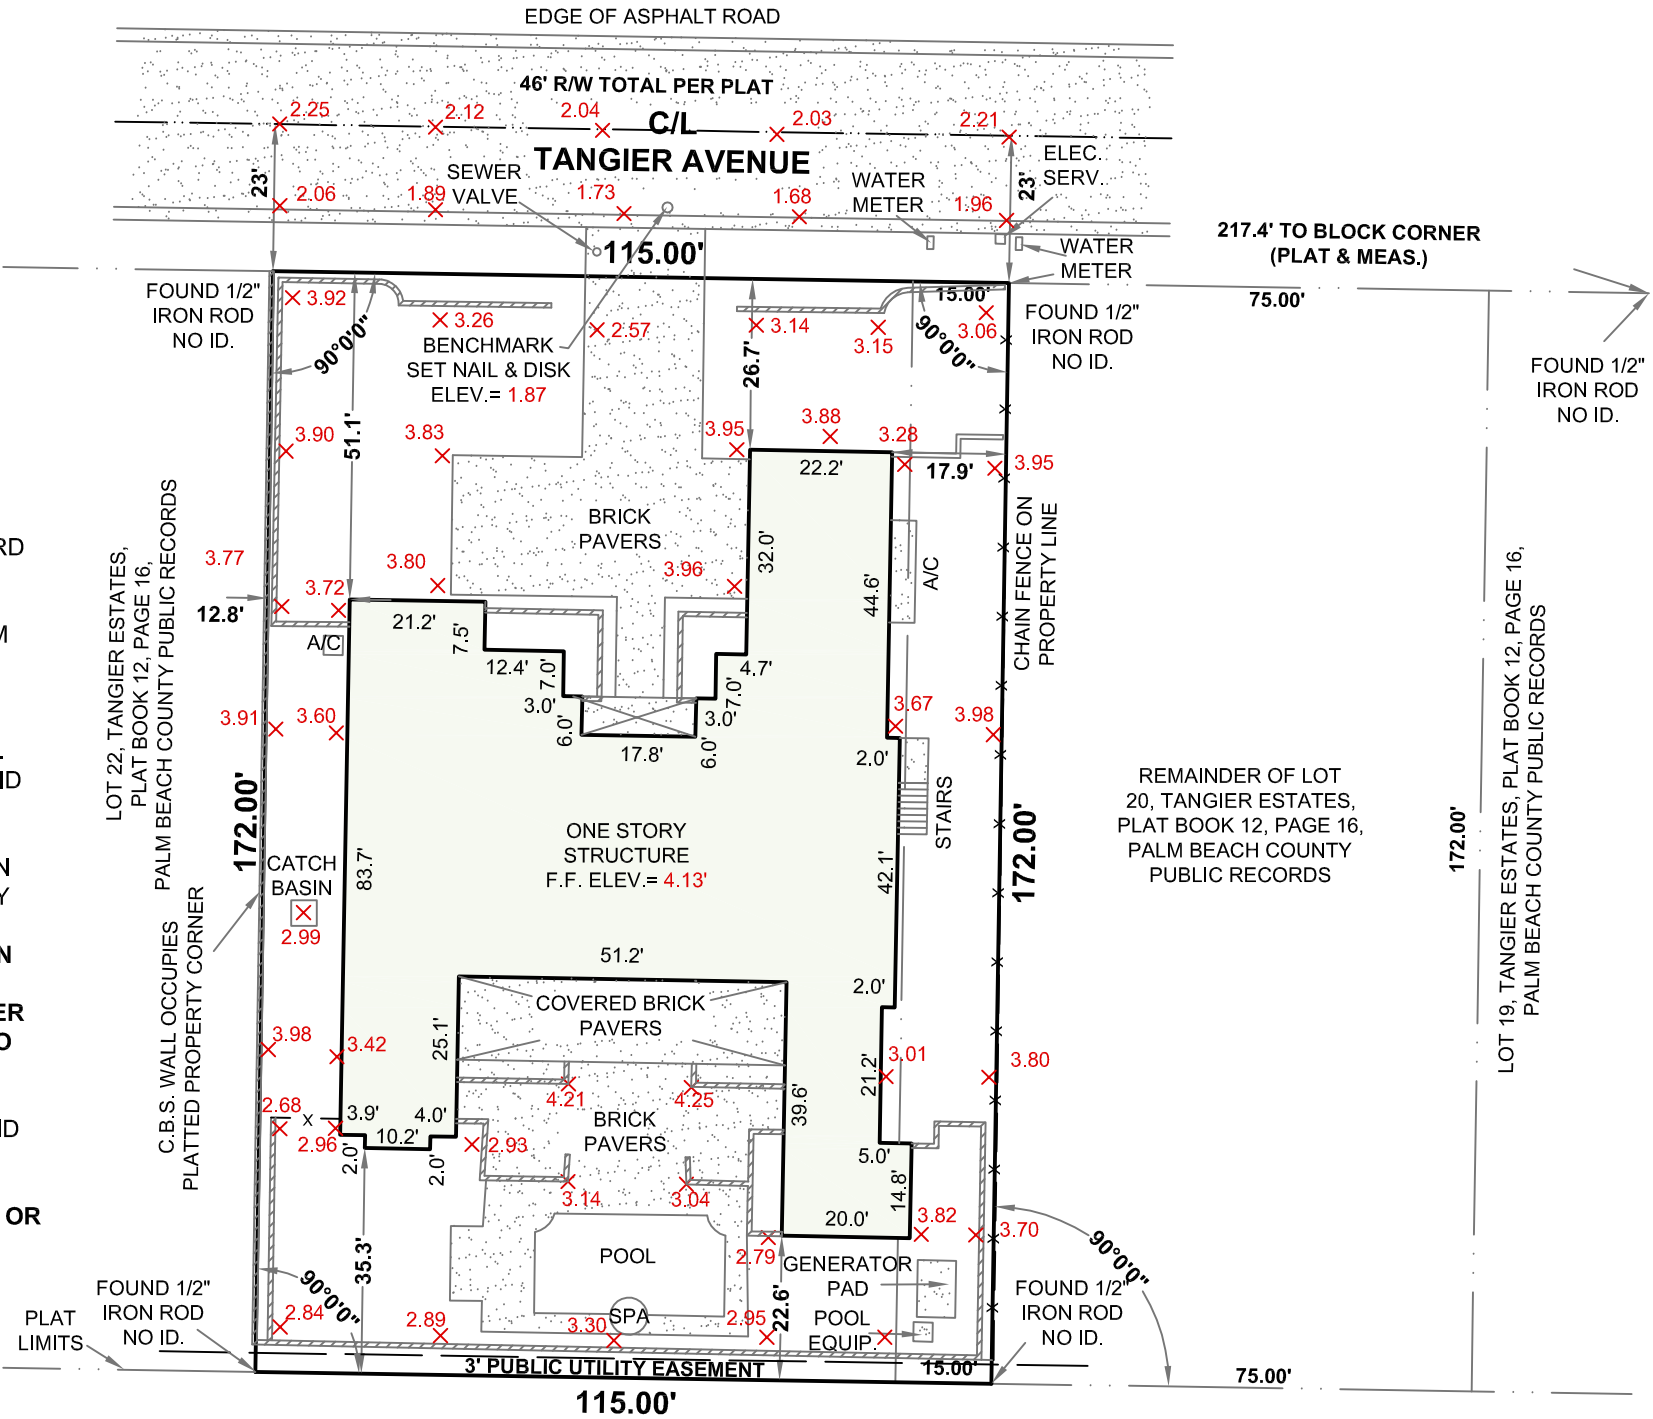 EDGE OF ASPHALT ROAD
46' R/W TOTAL PER PLAT
2.25
2.12
2.04
C/L
2.03
2.21
TANGIER AVENUE
ELEC.
SERV.
23'
SEWER
VALVE
WATER
METER
23'
2.06
1.89
1.73
1.68
1.96
115.00'
WATER
METER
217.4' TO BLOCK CORNER
(PLAT & MEAS.)
FOUND 1/2"
IRON ROD
NO ID.
3.92
3.26
2.57
3.14
3.15
15.00'
3.06
75.00'
90°0'0"
90°0'0"
BENCHMARK
SET NAIL & DISK
ELEV.= 1.87
26.7'
FOUND 1/2"
IRON ROD
NO ID.
FOUND 1/2"
IRON ROD
NO ID.
51.1'
3.90
3.83
3.95
3.88
3.28
22.2'
17.9'
3.95
BRICK
PAVERS
32.0'
44.6'
A/C
CHAIN FENCE ON
PROPERTY LINE
RD
3.77
3.72
3.80
3.96
12.8'
LOT 22, TANGIER ESTATES,
PLAT BOOK 12, PAGE 16,
PALM BEACH COUNTY PUBLIC RECORDS
M
A/C
21.2'
7.5'
12.4'
7.0'
3.0'
6.0'
17.8'
6.0'
3.0'
7.0'
4.7'
3.91
3.60
3.67
3.98
2.0'
STAIRS
ID
172.00'
ONE STORY
STRUCTURE
F.F. ELEV.= 4.13'
83.7'
42.1'
172.00'
REMAINDER OF LOT
20, TANGIER ESTATES,
PLAT BOOK 12, PAGE 16,
PALM BEACH COUNTY
PUBLIC RECORDS
172.00'
LOT 19, TANGIER ESTATES, PLAT BOOK 12, PAGE 16,
PALM BEACH COUNTY PUBLIC RECORDS
N
Y
CATCH
BASIN
2.99
C.B.S. WALL OCCUPIES
PLATTED PROPERTY CORNER
N
51.2'
2.0'
ER
O
COVERED BRICK
PAVERS
25.1'
3.98
3.42
3.01
3.80
21.2'
4.21
4.25
39.6'
BRICK
PAVERS
ID
2.68
X
2.96
3.9'
4.0'
10.2'
2.0'
2.0'
2.93
5.0'
14.8'
3.14
3.04
OR
20.0'
3.82
3.70
2.79
35.3'
POOL
GENERATOR
PAD
90°0'0"
90°0'0"
FOUND 1/2"
IRON ROD
NO ID.
PLAT
LIMITS
2.84
2.89
SPA
3.30
2.95
22.6'
POOL
EQUIP.
FOUND 1/2"
IRON ROD
NO ID.
3' PUBLIC UTILITY EASEMENT
15.00'
75.00'
115.00'